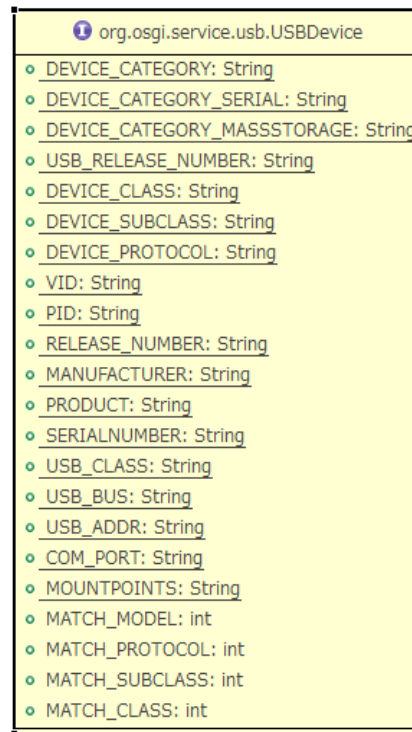 I org.osgi.service.usb.USBDevice
DEVICE_CATEGORY: String
DEVICE_CATEGORY_SERIAL: String
DEVICE_CATEGORY_MASSSTORAGE: String
USB_RELEASE_NUMBER: String
DEVICE_CLASS: String
DEVICE_SUBCLASS: String
DEVICE_PROTOCOL: String
VID: String
PID: String
RELEASE_NUMBER: String
MANUFACTURER: String
PRODUCT: String
SERIALNUMBER: String
USB_CLASS: String
USB_BUS: String
USB_ADDR: String
COM_PORT: String
MOUNTPOINTS: String
MATCH_MODEL: int
MATCH_PROTOCOL: int
MATCH_SUBCLASS: int
MATCH_CLASS: int